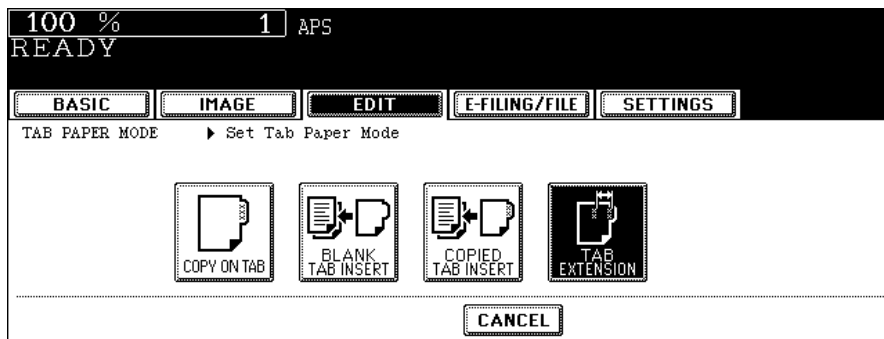 100 % 1 APS
READY
BASIC IMAGE EDIT E-FILING/FILE SETTINGS
TAB PAPER MODE ▶ Set Tab Paper Mode
COPY ON TAB
BLANK TAB INSERT
COPIED TAB INSERT
TAB EXTENSION
CANCEL